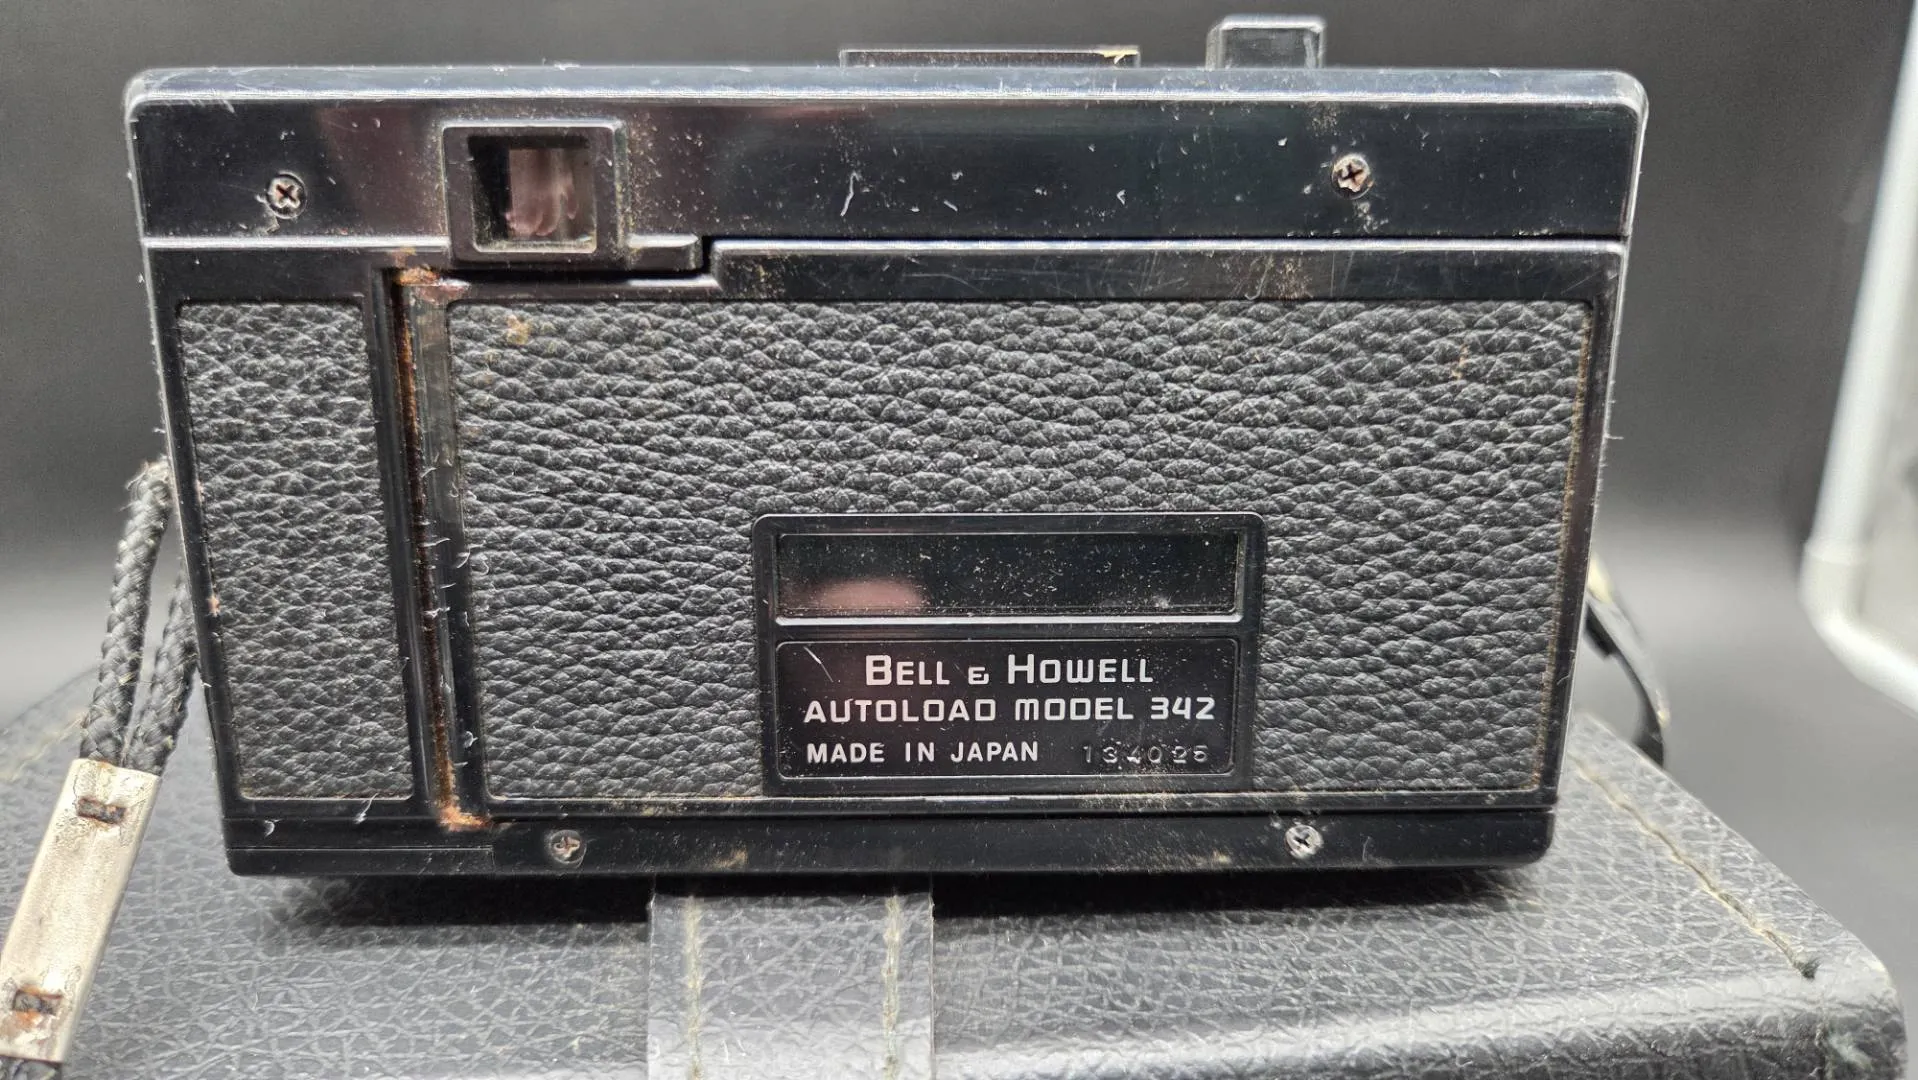 BELL & HOWELL
AUTOLOAD MODEL 342
MADE IN JAPAN 134025